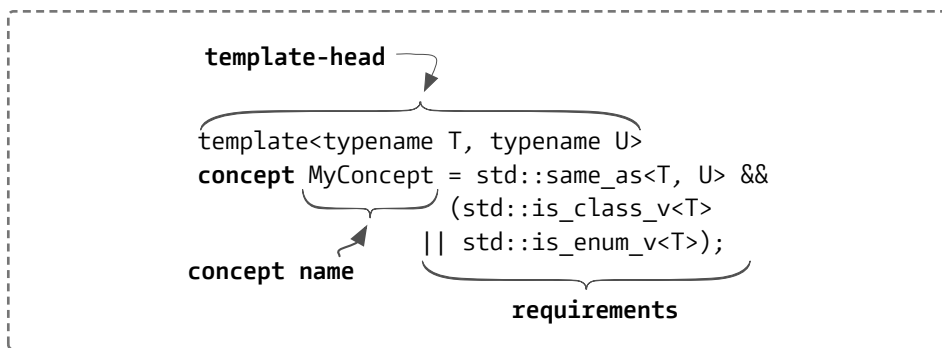 template-head
template<typename T, typename U>
concept MyConcept = std::same_as<T, U> &&
(std::is_class_v<T>
|| std::is_enum_v<T>);
concept name
requirements